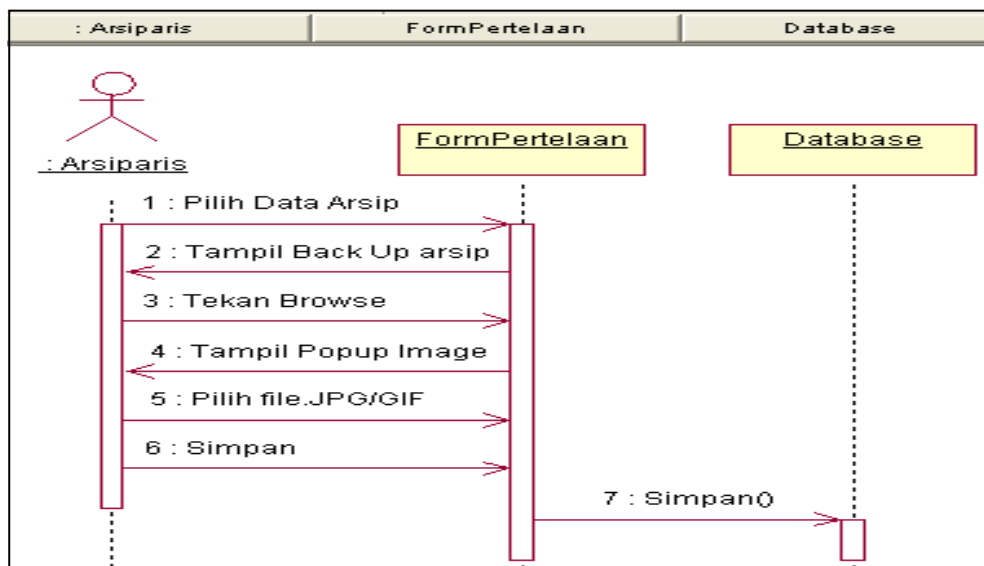 : Arsiparis FormPertelaan Database
: Arsiparis
FormPertelaan
Database
1 : Pilih Data Arsip
2 : Tampil Back Up arsip
3 : Tekan Browse
4 : Tampil Popup Image
5 : Pilih file.JPG/GIF
6 : Simpan
7 : Simpan()